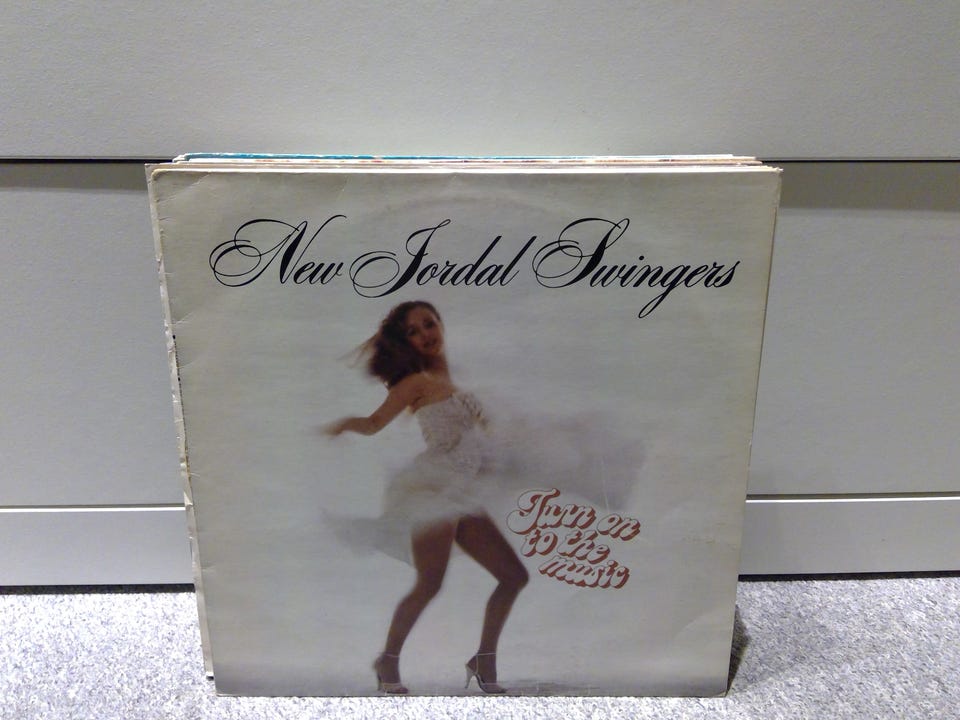 New Jordal Swingers
Turn on
to the
music